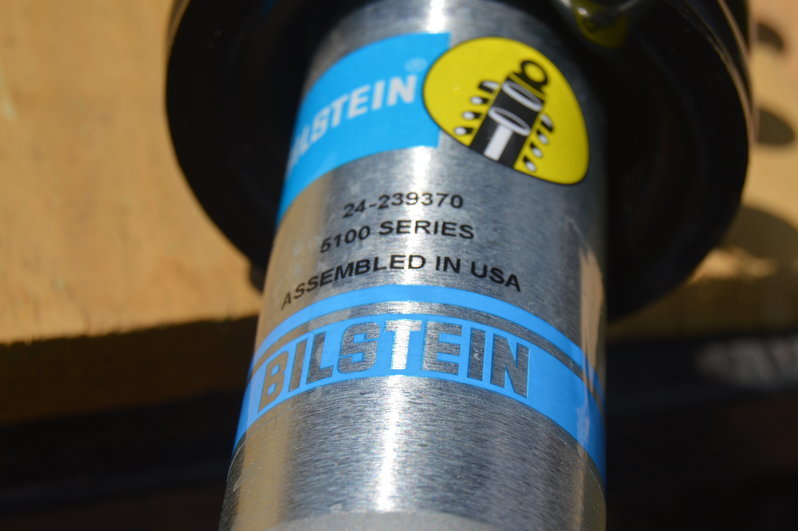 BILSTEIN®
24-239370
5100 SERIES
ASSEMBLED IN USA
BILSTEIN